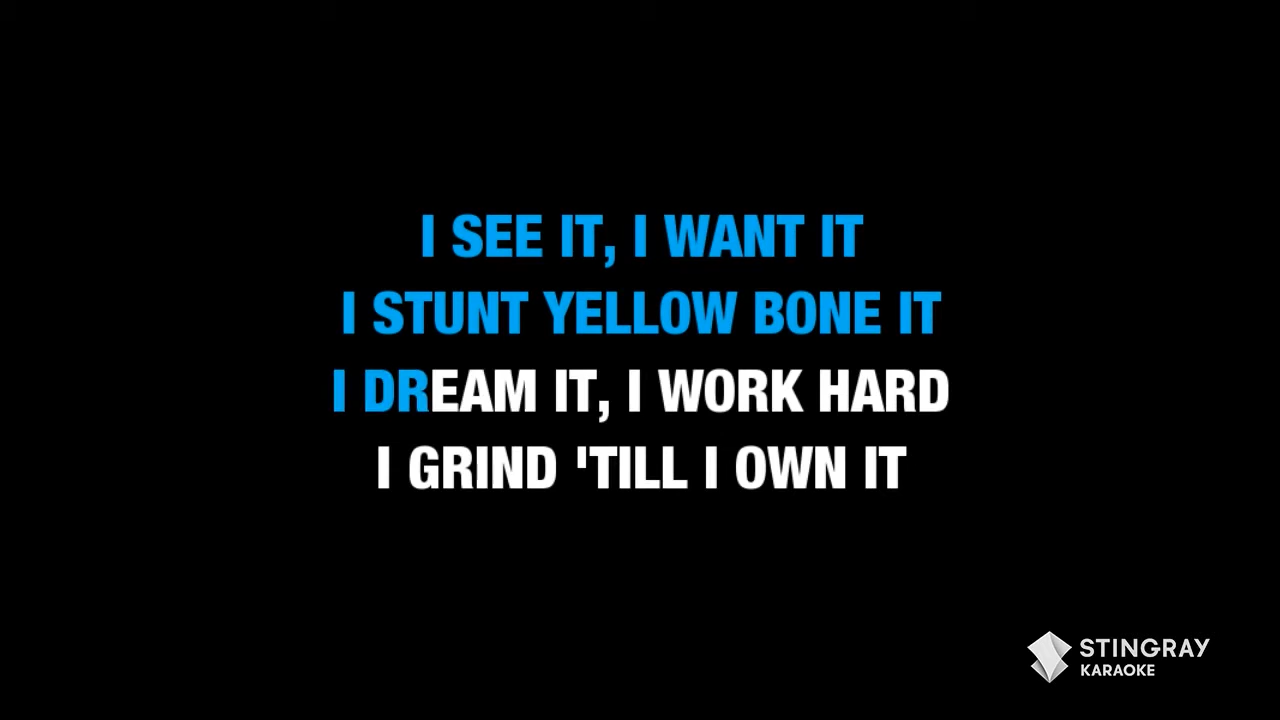 I SEE IT, I WANT IT
I STUNT YELLOW BONE IT
I DREAM IT, I WORK HARD
I GRIND 'TILL I OWN IT
STINGRAY
KARAOKE